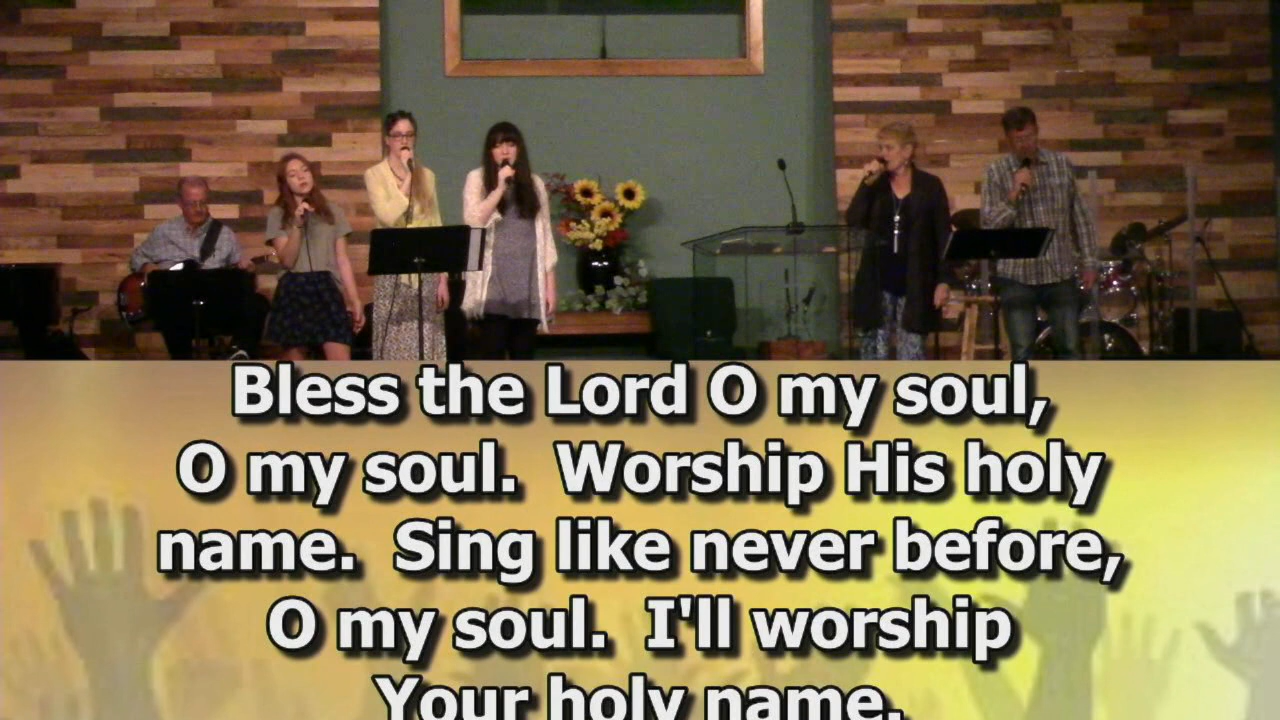 Bless the Lord O my soul,
O my soul.  Worship His holy
name.  Sing like never before,
O my soul.  I'll worship
Your holy name.